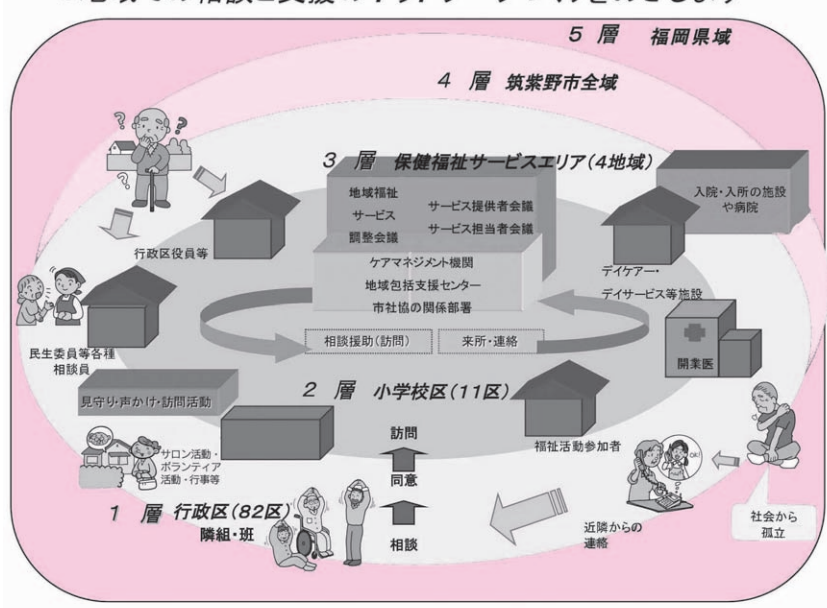 5 層 福岡県域
4 層 筑紫野市全域
3 層 保健福祉サービスエリア(4地域)
地域福祉
サービス
調整会議
サービス提供者会議
サービス担当者会議
入院・入所の施設
や病院
行政区役員等
ケアマネジメント機関
地域包括支援センター
市社協の関係部署
デイケアー・
デイサービス等施設
相談援助(訪問)
来所・連絡
開業医
民生委員等各種
相談員
2 層 小学校区(11区)
見守り・声かけ・訪問活動
訪問
福祉活動参加者
サロン活動・
ボランティア
活動・行事等
同意
OK!
1 層 行政区(82区)
隣組・班
相談
近隣からの
連絡
社会から
孤立